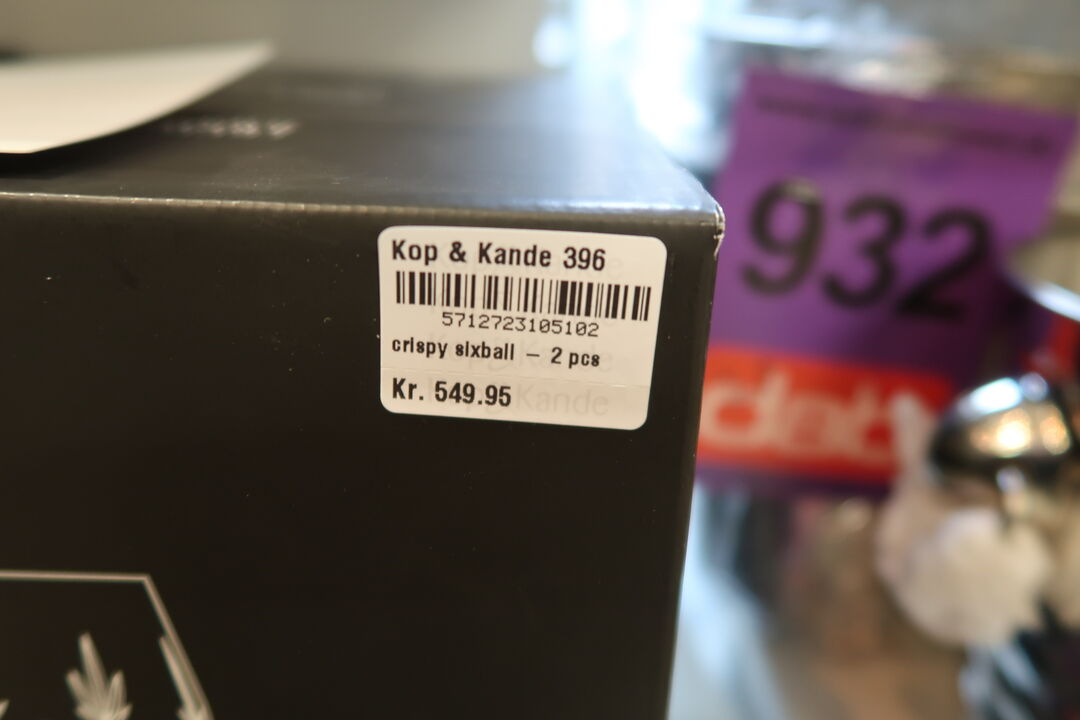 Kop & Kande 396
5712723105102
crispy sixball – 2 pcs
Kr. 549.95
932